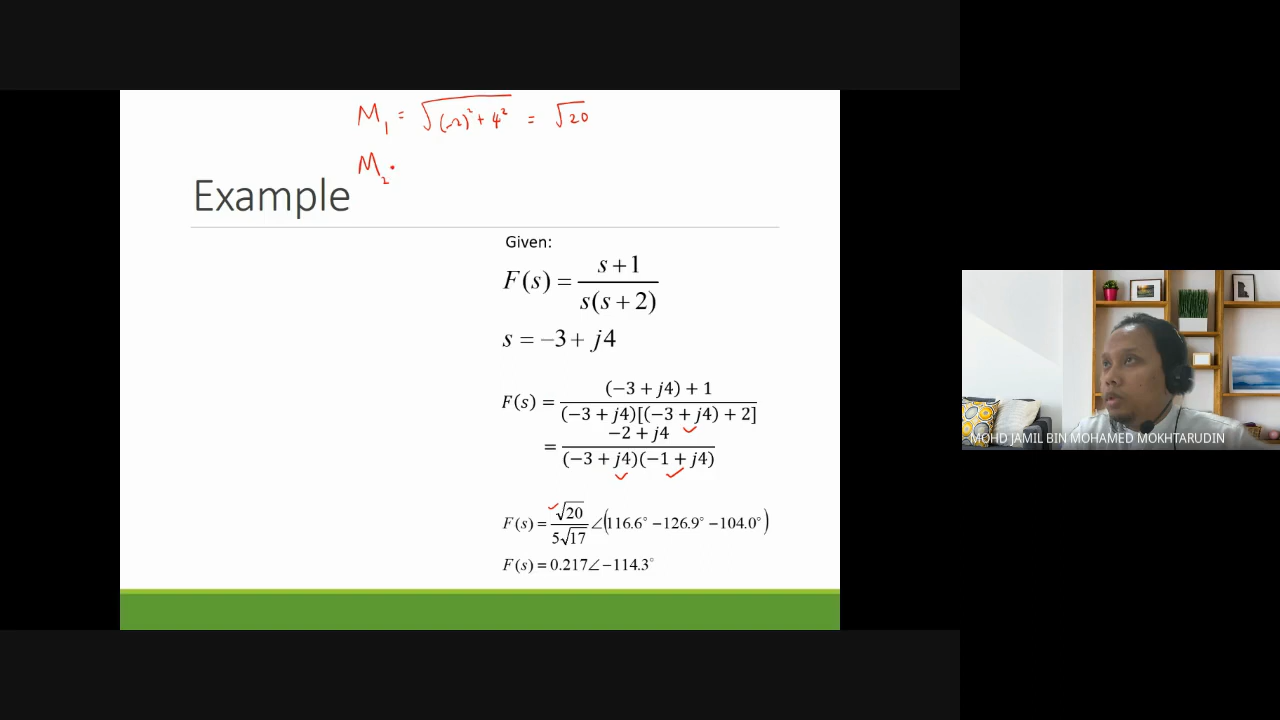 M₁ = √((-2)² + 4²) = √20
M₂
Example
Given:
F(s) = (s+1) / (s(s+2))
s = −3 + j4
F(s) = ((−3 + j4) + 1) / ((−3 + j4)[(−3 + j4) + 2])
= (−2 + j4) / ((−3 + j4)(−1 + j4))
F(s) = √20 / 5√17 ∠(116.6° −126.9° −104.0°)
F(s) = 0.217∠−114.3°
MOHD JAMIL BIN MOHAMED MOKHTARUDIN